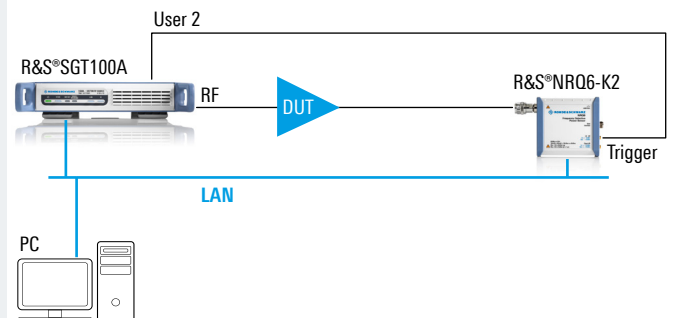 User 2
R&S®SGT100A
RF
DUT
R&S®NRQ6-K2
Trigger
LAN
PC